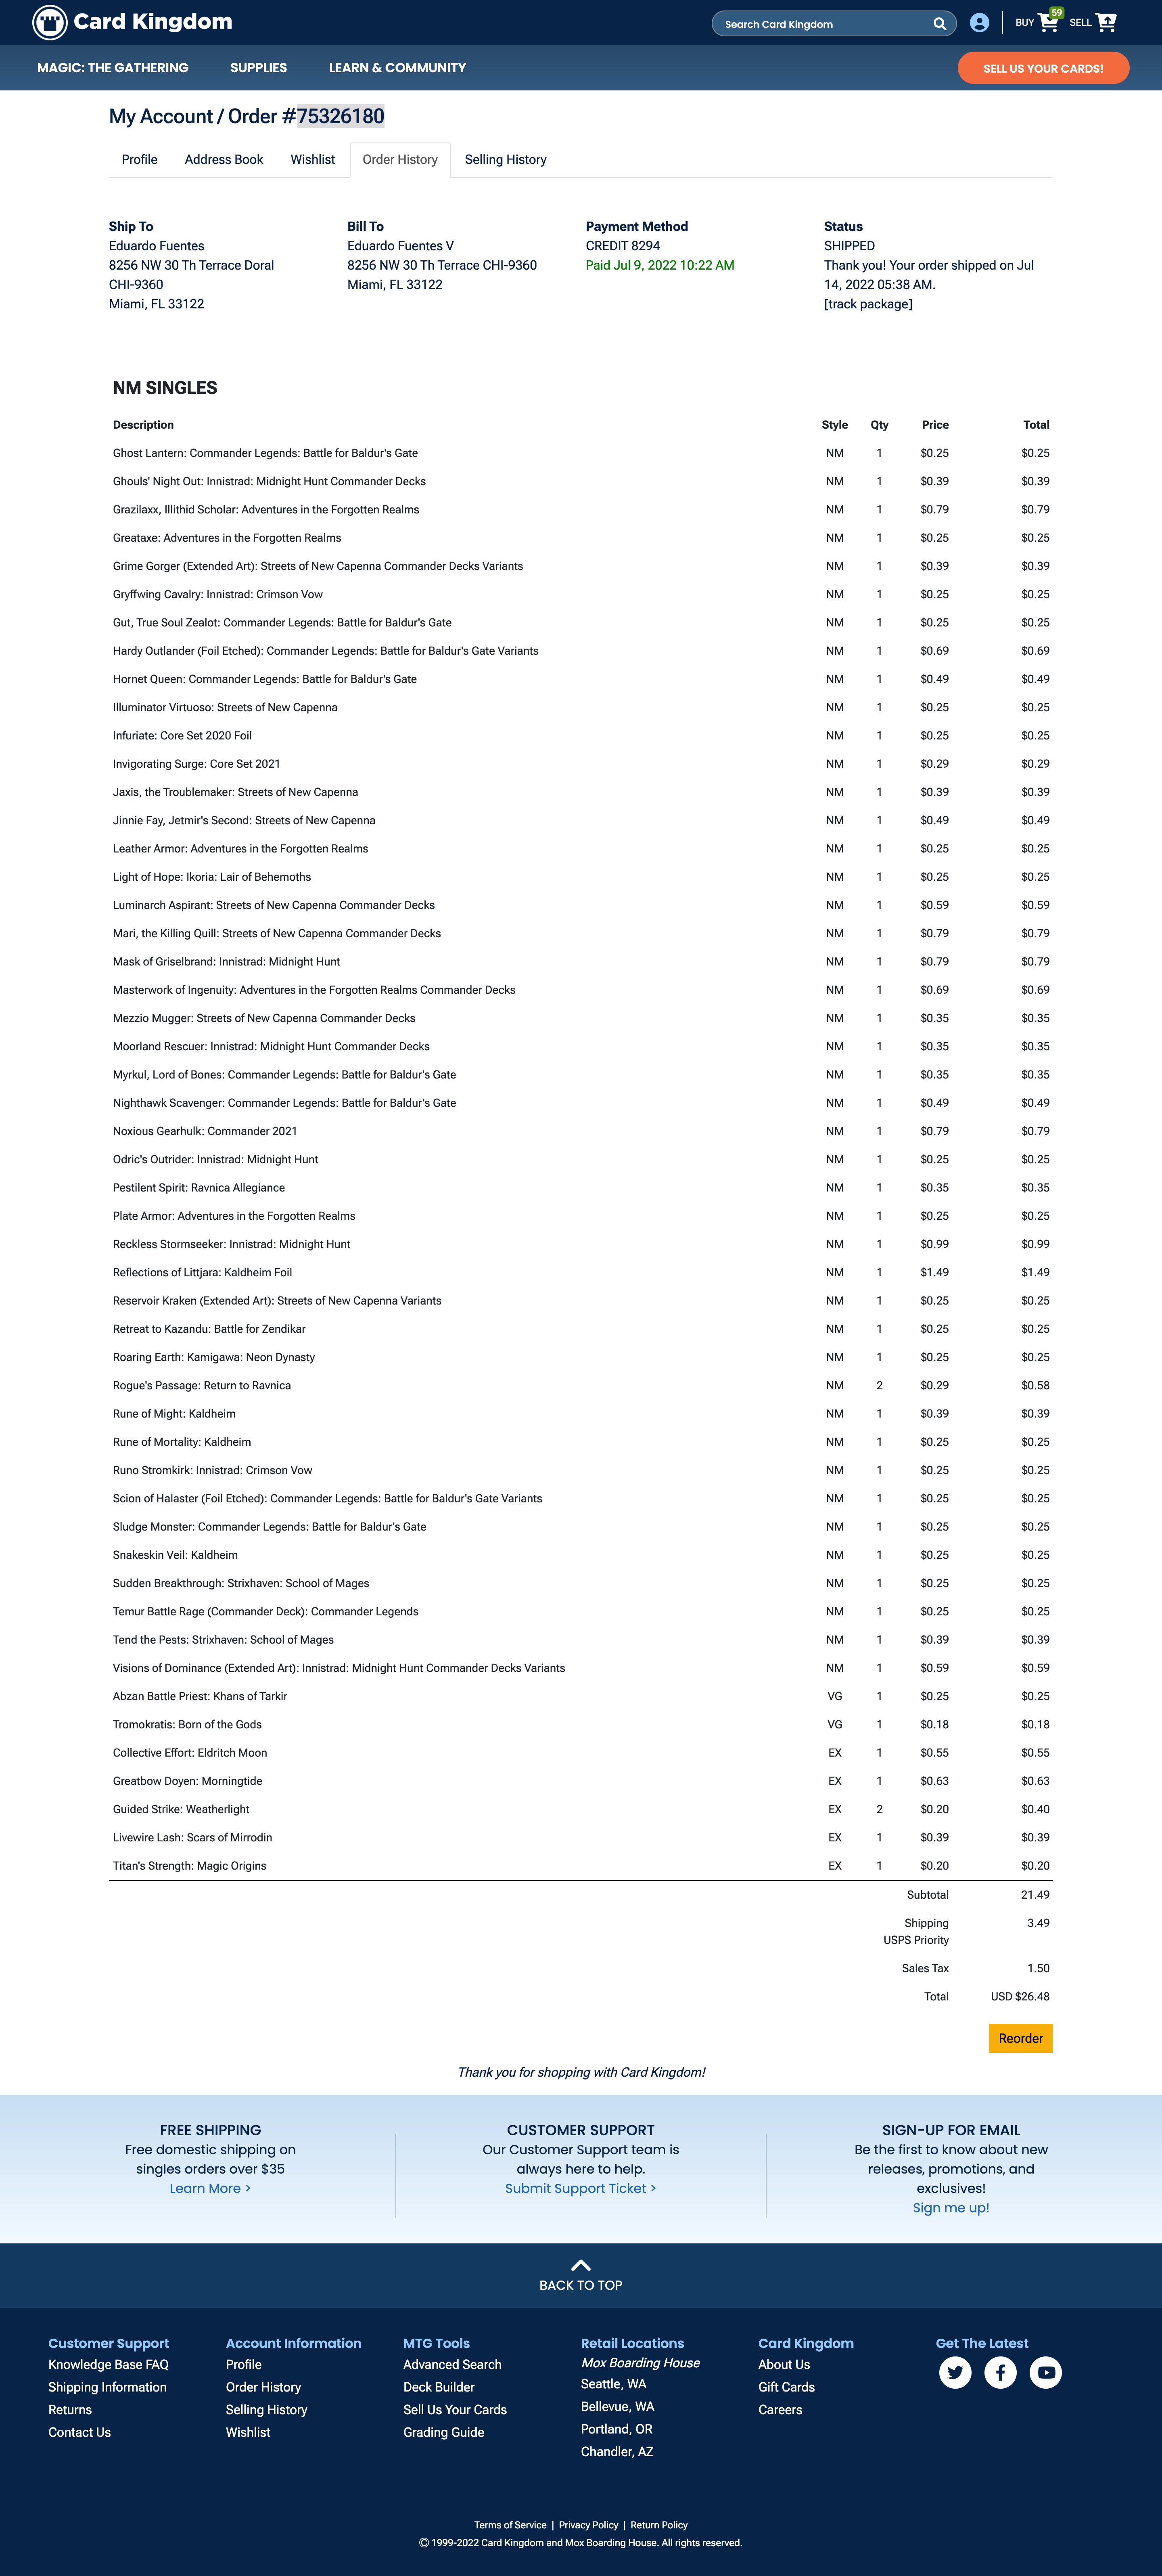 Card Kingdom
Search Card Kingdom
BUY 59 SELL
MAGIC: THE GATHERING SUPPLIES LEARN & COMMUNITY SELL US YOUR CARDS!
My Account / Order #75326180
Profile Address Book Wishlist Order History Selling History
Ship To Bill To Payment Method Status
Eduardo Fuentes Eduardo Fuentes V CREDIT 8294 SHIPPED
8256 NW 30 Th Terrace Doral 8256 NW 30 Th Terrace CHI-9360 Paid Jul 9, 2022 10:22 AM Thank you! Your order shipped on Jul
CHI-9360 Miami, FL 33122 14, 2022 05:38 AM.
Miami, FL 33122 [track package]
NM SINGLES
Description Style Qty Price Total
Ghost Lantern: Commander Legends: Battle for Baldur's Gate NM 1 $0.25 $0.25
Ghouls' Night Out: Innistrad: Midnight Hunt Commander Decks NM 1 $0.39 $0.39
Grazilaxx, Illithid Scholar: Adventures in the Forgotten Realms NM 1 $0.79 $0.79
Greataxe: Adventures in the Forgotten Realms NM 1 $0.25 $0.25
Grime Gorger (Extended Art): Streets of New Capenna Commander Decks Variants NM 1 $0.39 $0.39
Gryffwing Cavalry: Innistrad: Crimson Vow NM 1 $0.25 $0.25
Gut, True Soul Zealot: Commander Legends: Battle for Baldur's Gate NM 1 $0.25 $0.25
Hardy Outlander (Foil Etched): Commander Legends: Battle for Baldur's Gate Variants NM 1 $0.69 $0.69
Hornet Queen: Commander Legends: Battle for Baldur's Gate NM 1 $0.49 $0.49
Illuminator Virtuoso: Streets of New Capenna NM 1 $0.25 $0.25
Infuriate: Core Set 2020 Foil NM 1 $0.25 $0.25
Invigorating Surge: Core Set 2021 NM 1 $0.29 $0.29
Jaxis, the Troublemaker: Streets of New Capenna NM 1 $0.39 $0.39
Jinnie Fay, Jetmir's Second: Streets of New Capenna NM 1 $0.49 $0.49
Leather Armor: Adventures in the Forgotten Realms NM 1 $0.25 $0.25
Light of Hope: Ikoria: Lair of Behemoths NM 1 $0.25 $0.25
Luminarch Aspirant: Streets of New Capenna Commander Decks NM 1 $0.59 $0.59
Mari, the Killing Quill: Streets of New Capenna Commander Decks NM 1 $0.79 $0.79
Mask of Griselbrand: Innistrad: Midnight Hunt NM 1 $0.79 $0.79
Masterwork of Ingenuity: Adventures in the Forgotten Realms Commander Decks NM 1 $0.69 $0.69
Mezzio Mugger: Streets of New Capenna Commander Decks NM 1 $0.35 $0.35
Moorland Rescuer: Innistrad: Midnight Hunt Commander Decks NM 1 $0.35 $0.35
Myrkul, Lord of Bones: Commander Legends: Battle for Baldur's Gate NM 1 $0.35 $0.35
Nighthawk Scavenger: Commander Legends: Battle for Baldur's Gate NM 1 $0.49 $0.49
Noxious Gearhulk: Commander 2021 NM 1 $0.79 $0.79
Odric's Outrider: Innistrad: Midnight Hunt NM 1 $0.25 $0.25
Pestilent Spirit: Ravnica Allegiance NM 1 $0.35 $0.35
Plate Armor: Adventures in the Forgotten Realms NM 1 $0.25 $0.25
Reckless Stormseeker: Innistrad: Midnight Hunt NM 1 $0.99 $0.99
Reflections of Littjara: Kaldheim Foil NM 1 $1.49 $1.49
Reservoir Kraken (Extended Art): Streets of New Capenna Variants NM 1 $0.25 $0.25
Retreat to Kazandu: Battle for Zendikar NM 1 $0.25 $0.25
Roaring Earth: Kamigawa: Neon Dynasty NM 1 $0.25 $0.25
Rogue's Passage: Return to Ravnica NM 2 $0.29 $0.58
Rune of Might: Kaldheim NM 1 $0.39 $0.39
Rune of Mortality: Kaldheim NM 1 $0.25 $0.25
Runo Stromkirk: Innistrad: Crimson Vow NM 1 $0.25 $0.25
Scion of Halaster (Foil Etched): Commander Legends: Battle for Baldur's Gate Variants NM 1 $0.25 $0.25
Sludge Monster: Commander Legends: Battle for Baldur's Gate NM 1 $0.25 $0.25
Snakeskin Veil: Kaldheim NM 1 $0.25 $0.25
Sudden Breakthrough: Strixhaven: School of Mages NM 1 $0.25 $0.25
Temur Battle Rage (Commander Deck): Commander Legends NM 1 $0.25 $0.25
Tend the Pests: Strixhaven: School of Mages NM 1 $0.39 $0.39
Visions of Dominance (Extended Art): Innistrad: Midnight Hunt Commander Decks Variants NM 1 $0.59 $0.59
Abzan Battle Priest: Khans of Tarkir VG 1 $0.25 $0.25
Tromokratis: Born of the Gods VG 1 $0.18 $0.18
Collective Effort: Eldritch Moon EX 1 $0.55 $0.55
Greatbow Doyen: Morningtide EX 1 $0.63 $0.63
Guided Strike: Weatherlight EX 2 $0.20 $0.40
Livewire Lash: Scars of Mirrodin EX 1 $0.39 $0.39
Titan's Strength: Magic Origins EX 1 $0.20 $0.20
Subtotal 21.49
Shipping 3.49
USPS Priority
Sales Tax 1.50
Total USD $26.48
Reorder
Thank you for shopping with Card Kingdom!
FREE SHIPPING CUSTOMER SUPPORT SIGN-UP FOR EMAIL
Free domestic shipping on Our Customer Support team is Be the first to know about new
singles orders over $35 always here to help. releases, promotions, and
Learn More > Submit Support Ticket > exclusives!
Sign me up!
BACK TO TOP
Customer Support Account Information MTG Tools Retail Locations Card Kingdom Get The Latest
Knowledge Base FAQ Profile Advanced Search Mox Boarding House About Us
Shipping Information Order History Deck Builder Seattle, WA Gift Cards
Returns Selling History Sell Us Your Cards Bellevue, WA Careers
Contact Us Wishlist Grading Guide Portland, OR
Chandler, AZ
Terms of Service | Privacy Policy | Return Policy
© 1999-2022 Card Kingdom and Mox Boarding House. All rights reserved.